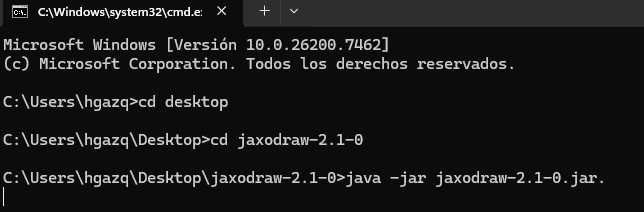 C:\Windows\system32\cmd.e:
Microsoft Windows [Versión 10.0.26200.7462]
(c) Microsoft Corporation. Todos los derechos reservados.
C:\Users\hgazq>cd desktop
C:\Users\hgazq\Desktop>cd jaxodraw-2.1-0
C:\Users\hgazq\Desktop\jaxodraw-2.1-0>java -jar jaxodraw-2.1-0.jar.